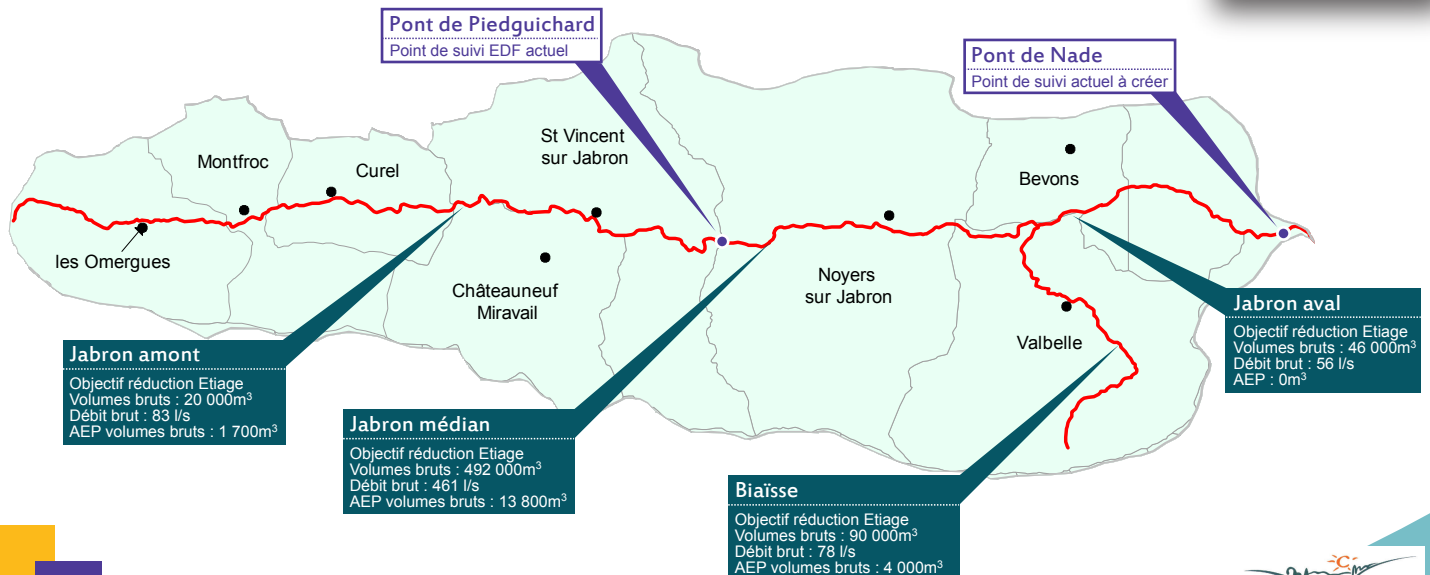 Pont de Piedguichard
Point de suivi EDF actuel
Pont de Nade
Point de suivi actuel à créer
St Vincent
sur Jabron
Montfroc
Curel
Bevons
les Omergues
Châteauneuf
Miravail
Noyers
sur Jabron
Valbelle
Jabron amont
Objectif réduction Etiage
Volumes bruts : 20 000m³
Débit brut : 83 l/s
AEP volumes bruts : 1 700m³
Jabron médian
Objectif réduction Etiage
Volumes bruts : 492 000m³
Débit brut : 461 l/s
AEP volumes bruts : 13 800m³
Biaïsse
Objectif réduction Etiage
Volumes bruts : 90 000m³
Débit brut : 78 l/s
AEP volumes bruts : 4 000m³
Jabron aval
Objectif réduction Etiage
Volumes bruts : 46 000m³
Débit brut : 56 l/s
AEP : 0m³